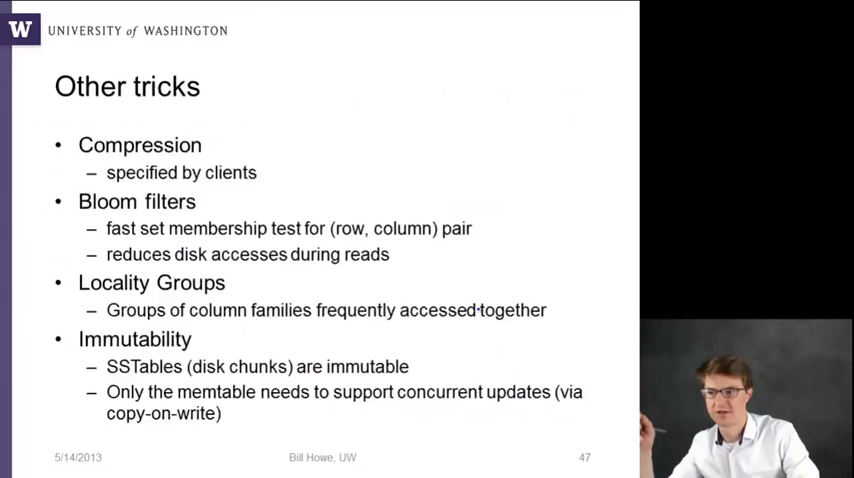 W UNIVERSITY of WASHINGTON
Other tricks
• Compression
– specified by clients
• Bloom filters
– fast set membership test for (row, column) pair
– reduces disk accesses during reads
• Locality Groups
– Groups of column families frequently accessed together
• Immutability
– SSTables (disk chunks) are immutable
– Only the memtable needs to support concurrent updates (via
copy-on-write)
5/14/2013 Bill Howe, UW 47